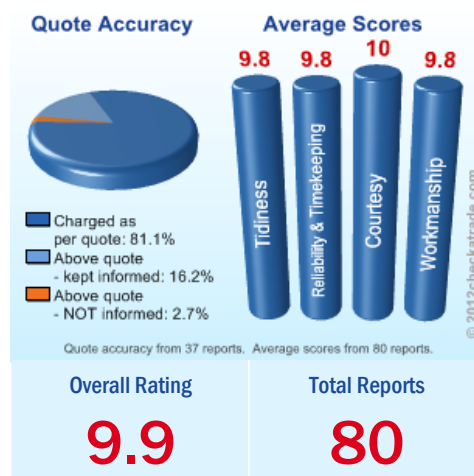 Quote Accuracy
Average Scores
9.8
9.8
10
9.8
Tidiness
Reliability & Timekeeping
Courtesy
Workmanship
Charged as
per quote: 81.1%
Above quote
- kept informed: 16.2%
Above quote
- NOT informed: 2.7%
© 2012checkatrade.com
Quote accuracy from 37 reports. Average scores from 80 reports.
Overall Rating
Total Reports
9.9
80